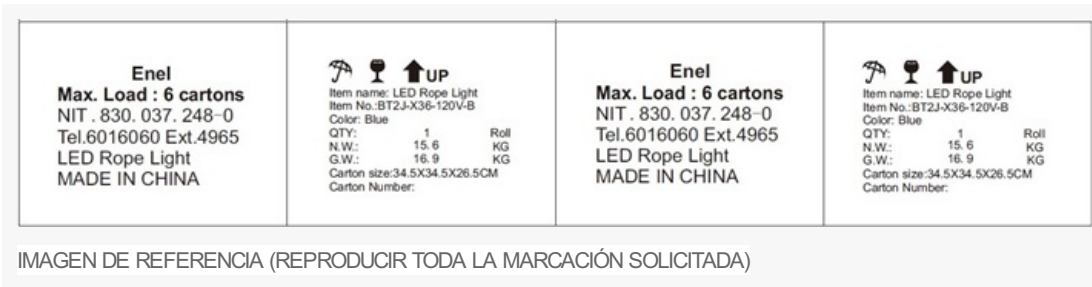 Enel
Max. Load : 6 cartons
NIT . 830. 037. 248-0
Tel.6016060 Ext.4965
LED Rope Light
MADE IN CHINA
UP
Item name: LED Rope Light
Item No.:BT2J-X36-120V-B
Color: Blue
QTY: 1 Roll
N.W.: 15. 6 KG
G.W.: 16. 9 KG
Carton size:34.5X34.5X26.5CM
Carton Number:
Enel
Max. Load : 6 cartons
NIT . 830. 037. 248-0
Tel.6016060 Ext.4965
LED Rope Light
MADE IN CHINA
UP
Item name: LED Rope Light
Item No.:BT2J-X36-120V-B
Color: Blue
QTY: 1 Roll
N.W.: 15. 6 KG
G.W.: 16. 9 KG
Carton size:34.5X34.5X26.5CM
Carton Number:
IMAGEN DE REFERENCIA (REPRODUCIR TODA LA MARCACIÓN SOLICITADA)